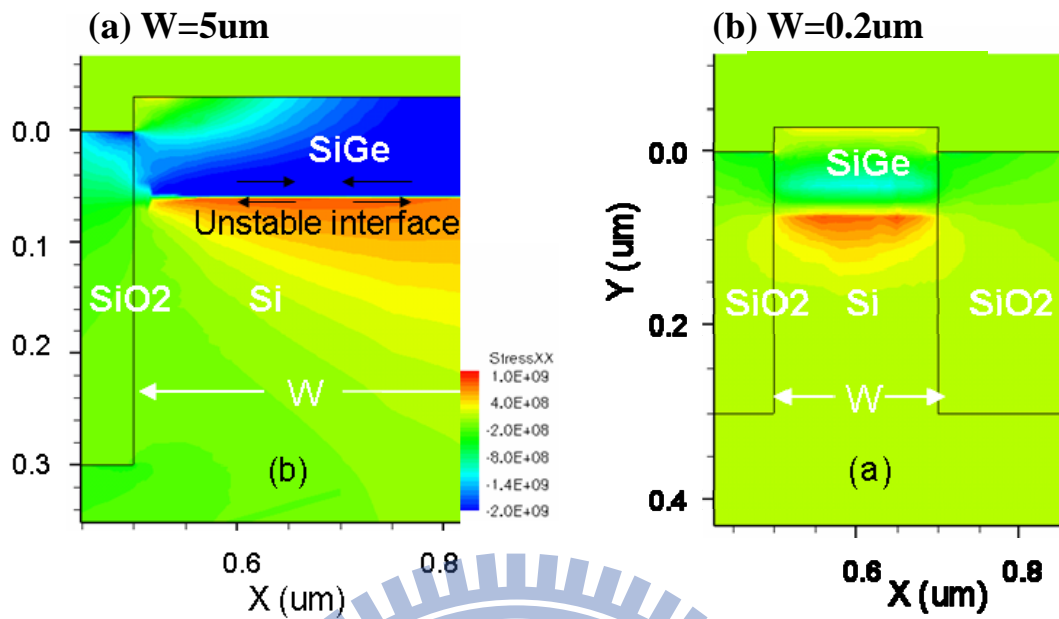 (a) W=5um
SiGe
Unstable interface
SiO2
Si
W
(b)
0.0
0.1
0.2
0.3
0.6
0.8
X (um)
StressXX
1.0E+09
4.0E+08
-2.0E+08
-8.0E+08
-1.4E+09
-2.0E+09
(b) W=0.2um
SiGe
SiO2
Si
SiO2
W
(a)
0.0
0.2
0.4
Y (um)
0.6
0.8
X (um)